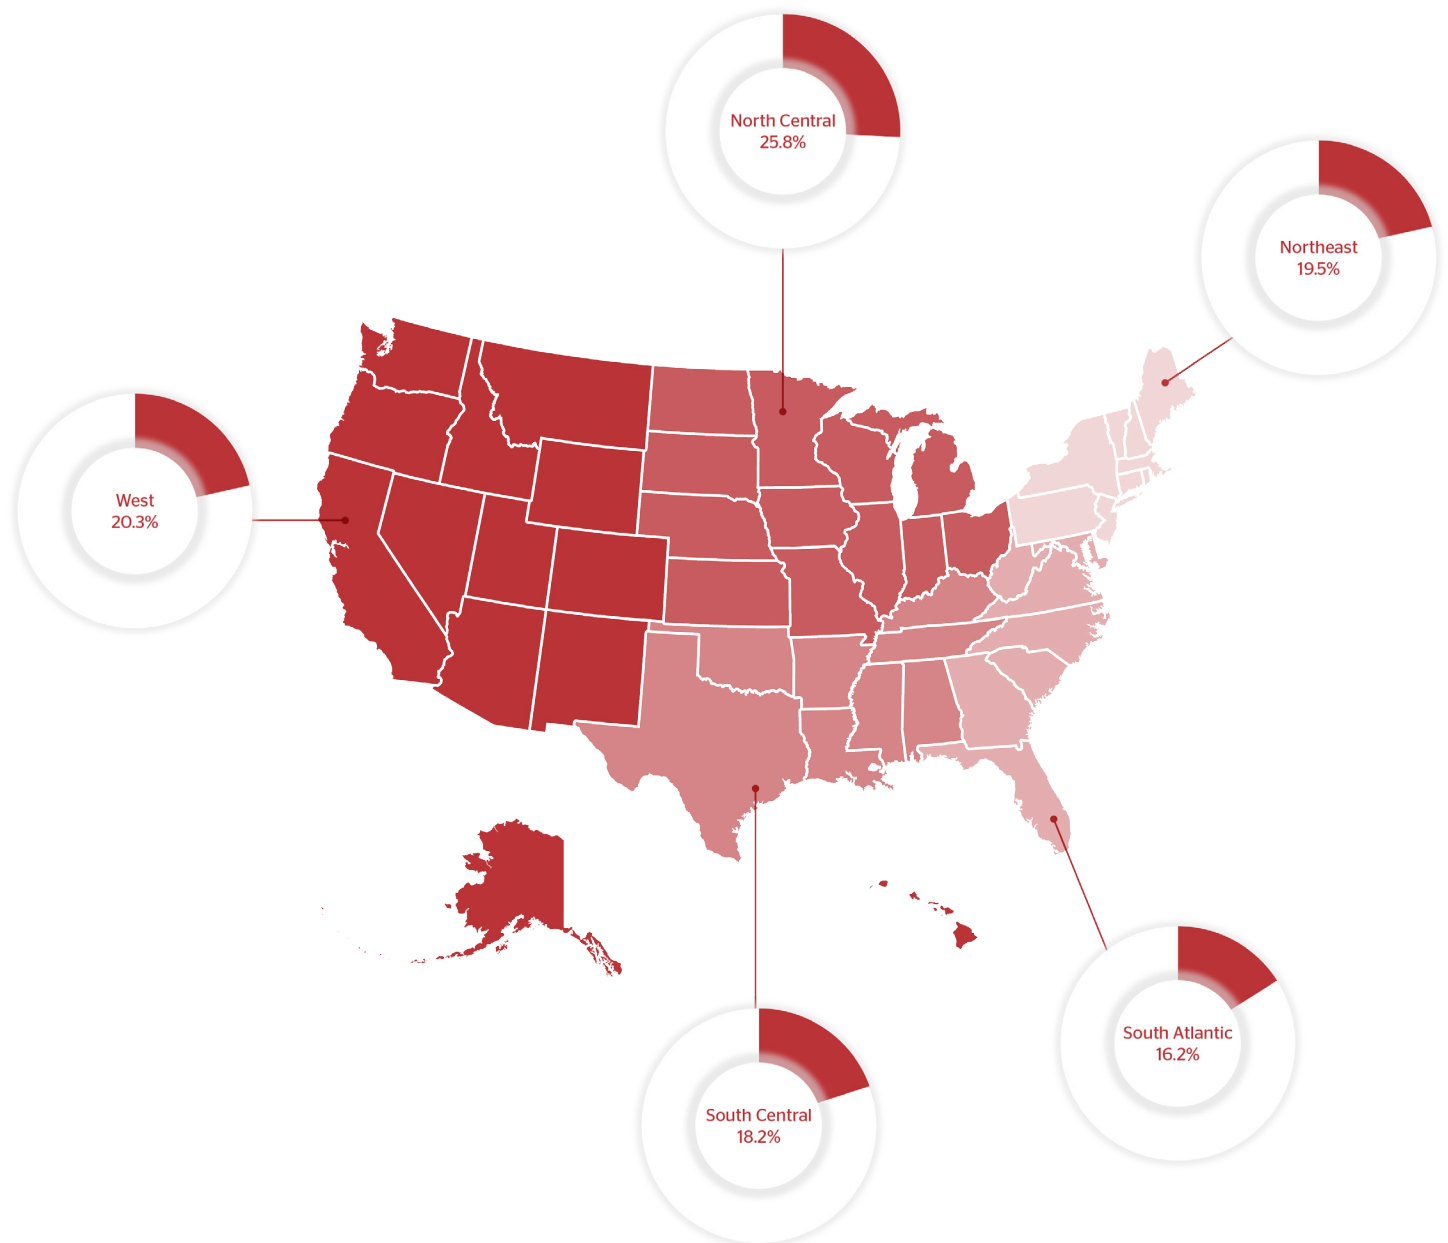 North Central
25.8%
Northeast
19.5%
West
20.3%
South Atlantic
16.2%
South Central
18.2%